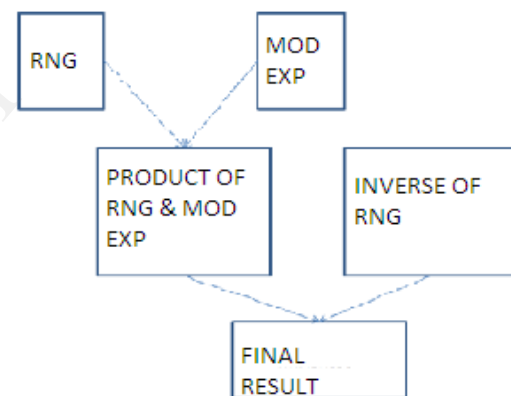 RNG
MOD
EXP
PRODUCT OF
RNG & MOD
EXP
INVERSE OF
RNG
FINAL
RESULT